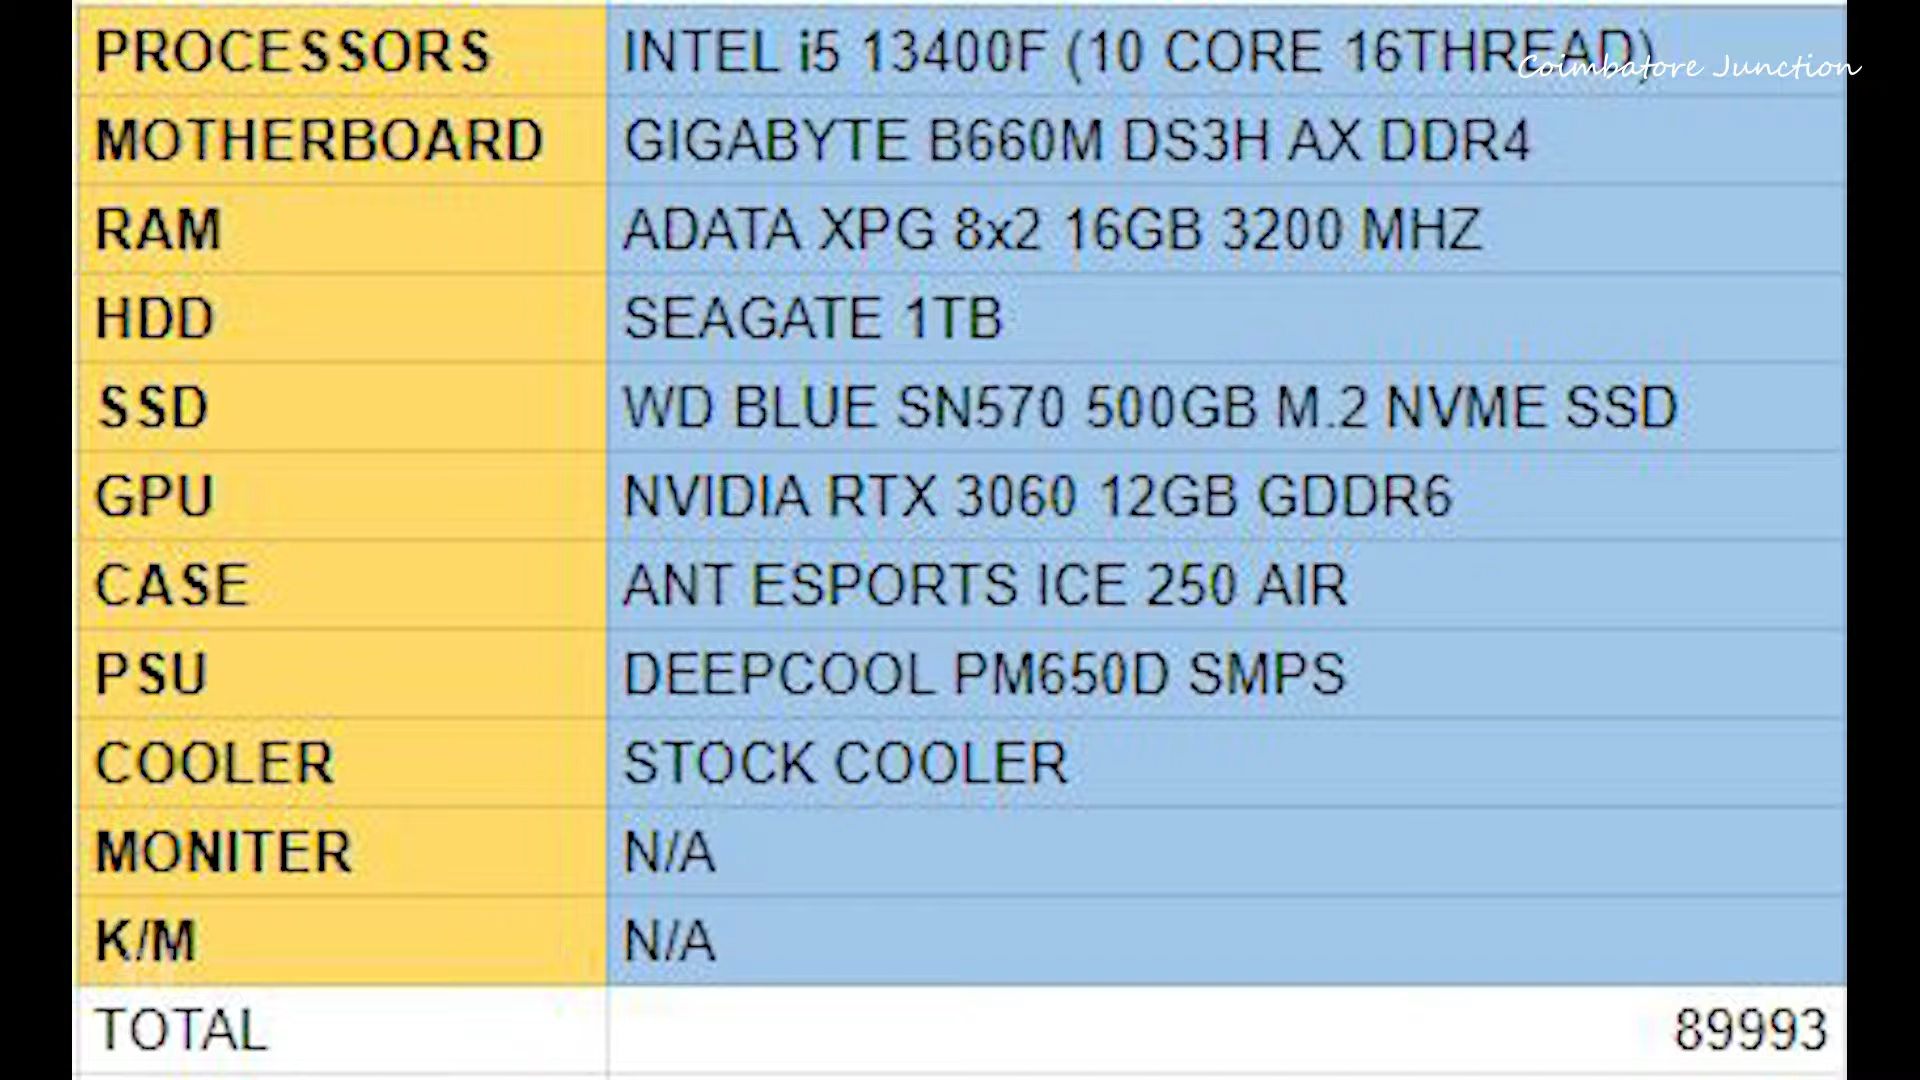 PROCESSORS INTEL i5 13400F (10 CORE 16THREAD)
Coimbatore Junction
MOTHERBOARD GIGABYTE B660M DS3H AX DDR4
RAM ADATA XPG 8x2 16GB 3200 MHZ
HDD SEAGATE 1TB
SSD WD BLUE SN570 500GB M.2 NVME SSD
GPU NVIDIA RTX 3060 12GB GDDR6
CASE ANT ESPORTS ICE 250 AIR
PSU DEEPCOOL PM650D SMPS
COOLER STOCK COOLER
MONITER N/A
K/M N/A
TOTAL 89993